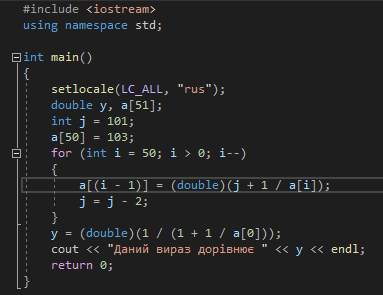 #include <iostream>
using namespace std;
int main()
{
setlocale(LC_ALL, "rus");
double y, a[51];
int j = 101;
a[50] = 103;
for (int i = 50; i > 0; i--)
{
a[(i - 1)] = (double)(j + 1 / a[i]);
j = j - 2;
}
y = (double)(1 / (1 + 1 / a[0]));
cout << "Даний вираз дорівнює " << y << endl;
return 0;
}